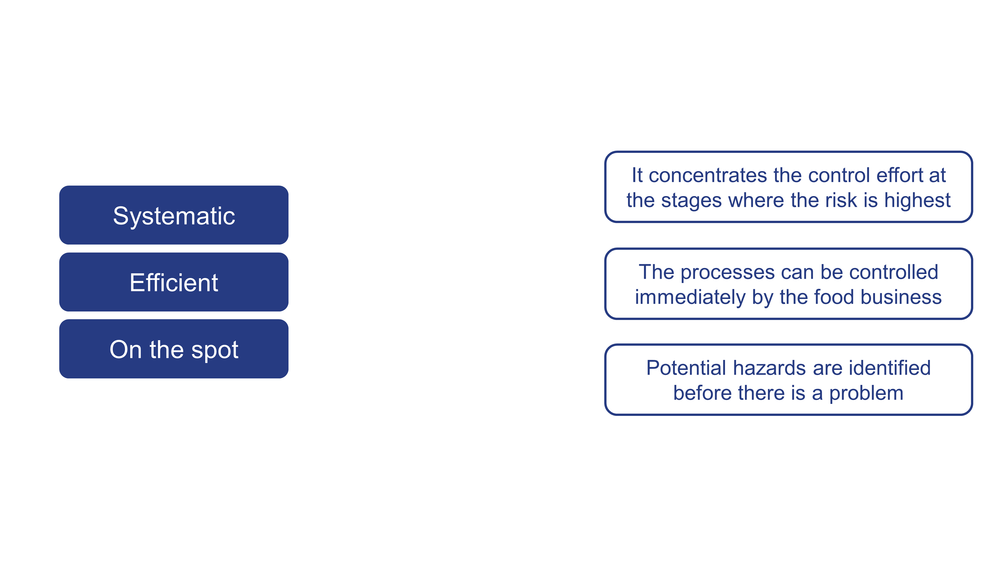 Systematic
Efficient
On the spot
It concentrates the control effort at
the stages where the risk is highest
The processes can be controlled
immediately by the food business
Potential hazards are identified
before there is a problem